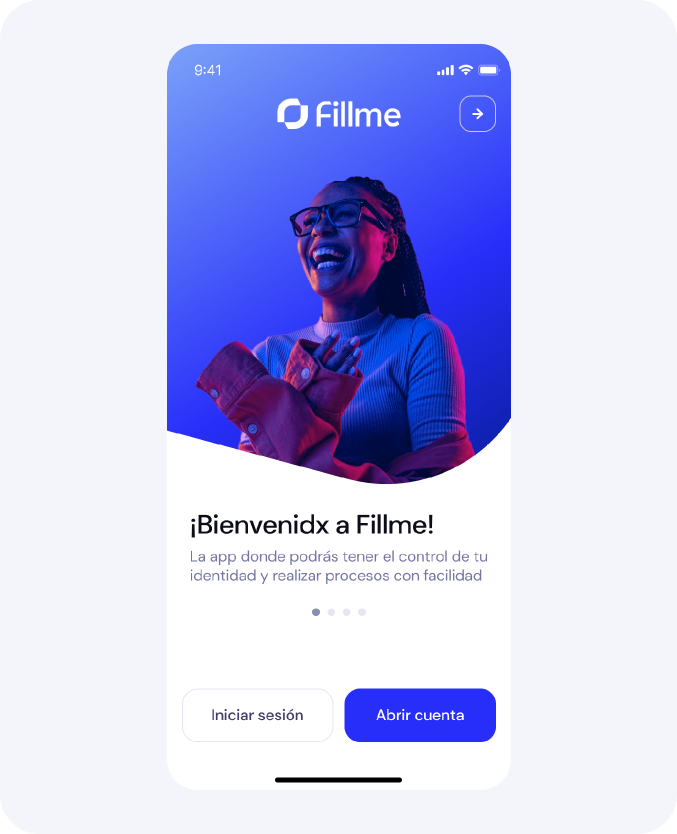 9:41
Fillme
¡Bienvenidx a Fillme!
La app donde podrás tener el control de tu
identidad y realizar procesos con facilidad
Iniciar sesión
Abrir cuenta